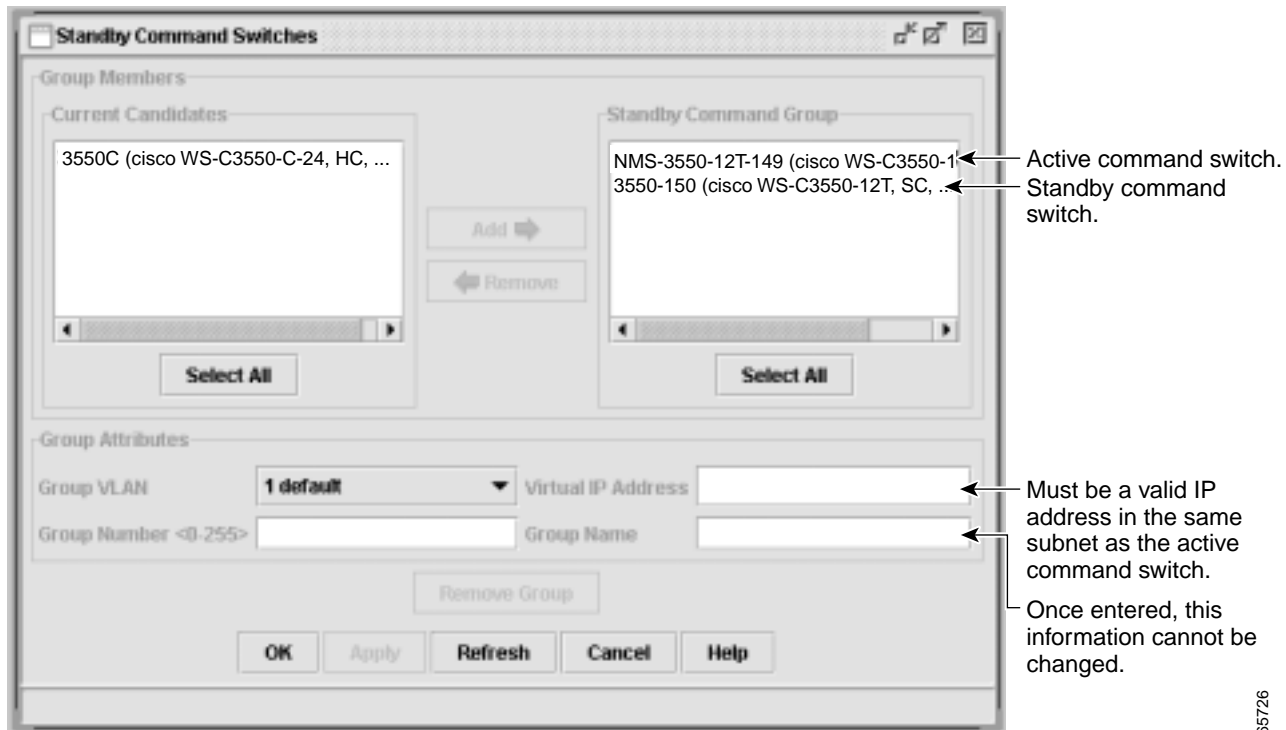 Standby Command Switches
Group Members
Current Candidates
3550C (cisco WS-C3550-C-24, HC, ...
Select All
Add
Remove
Standby Command Group
NMS-3550-12T-149 (cisco WS-C3550-1
3550-150 (cisco WS-C3550-12T, SC, ...
Select All
Active command switch.
Standby command
switch.
Group Attributes
Group VLAN 1 default Virtual IP Address
Group Number <0-255> Group Name
Must be a valid IP
address in the same
subnet as the active
command switch.
Once entered, this
information cannot be
changed.
Remove Group
OK Apply Refresh Cancel Help
65726